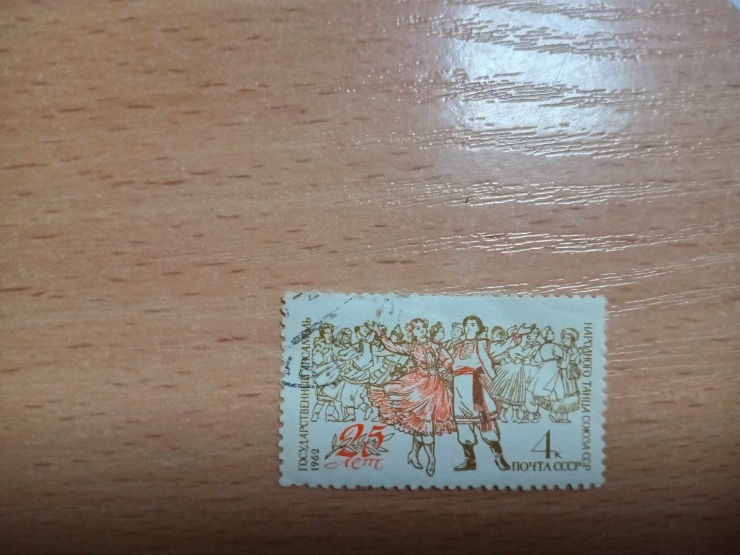 ГОСУДАРСТВЕННЫЙ АНСАМБЛЬ
1962
25
лет
4к
ПОЧТА СССР
НАРОДНОГО ТАНЦА СОЮЗА ССР